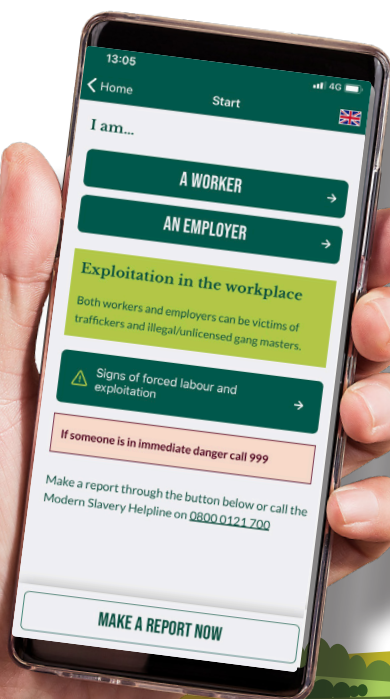 13:05
4G
Home
Start
I am...
A WORKER
AN EMPLOYER
Exploitation in the workplace
Both workers and employers can be victims of
traffickers and illegal/unlicensed gang masters.
Signs of forced labour and
exploitation
If someone is in immediate danger call 999
Make a report through the button below or call the
Modern Slavery Helpline on 0800 0121 700
MAKE A REPORT NOW